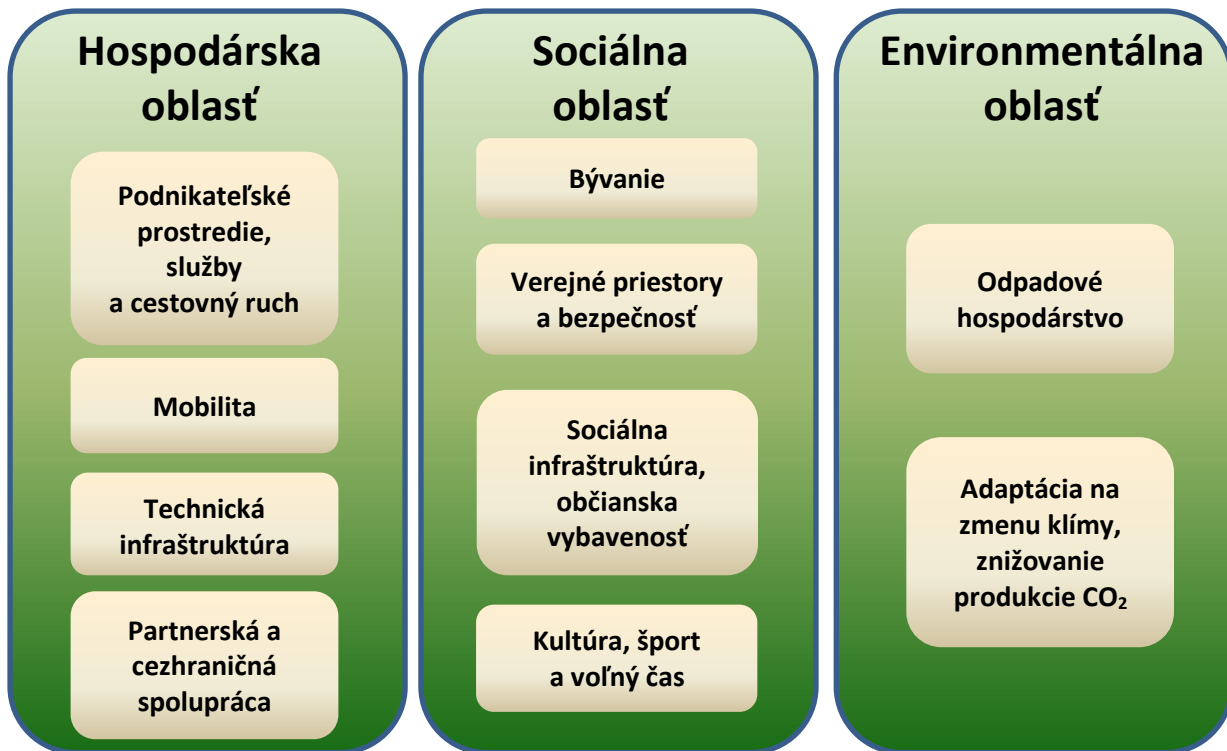 Hospodárska
oblasť
Podnikateľské
prostredie,
služby
a cestovný ruch
Mobilita
Technická
infraštruktúra
Partnerská a
cezhraničná
spolupráca
Sociálna
oblasť
Bývanie
Verejné priestory
a bezpečnosť
Sociálna
infraštruktúra,
občianska
vybavenosť
Kultúra, šport
a voľný čas
Environmentálna
oblasť
Odpadové
hospodárstvo
Adaptácia na
zmenu klímy,
znižovanie
produkcie CO₂